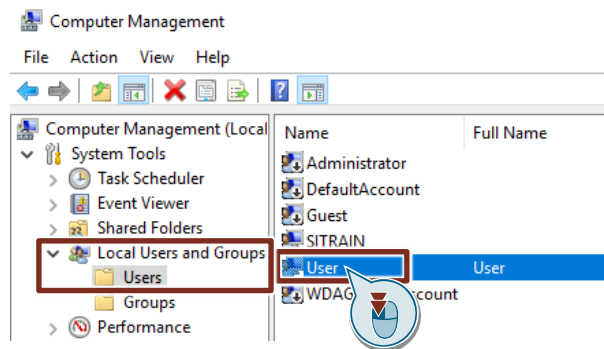 Computer Management
File Action View Help
Computer Management (Local
System Tools
Task Scheduler
Event Viewer
Shared Folders
Local Users and Groups
Users
Groups
Performance
Name Full Name
Administrator
DefaultAccount
Guest
SITRAIN
User User
WDAG count